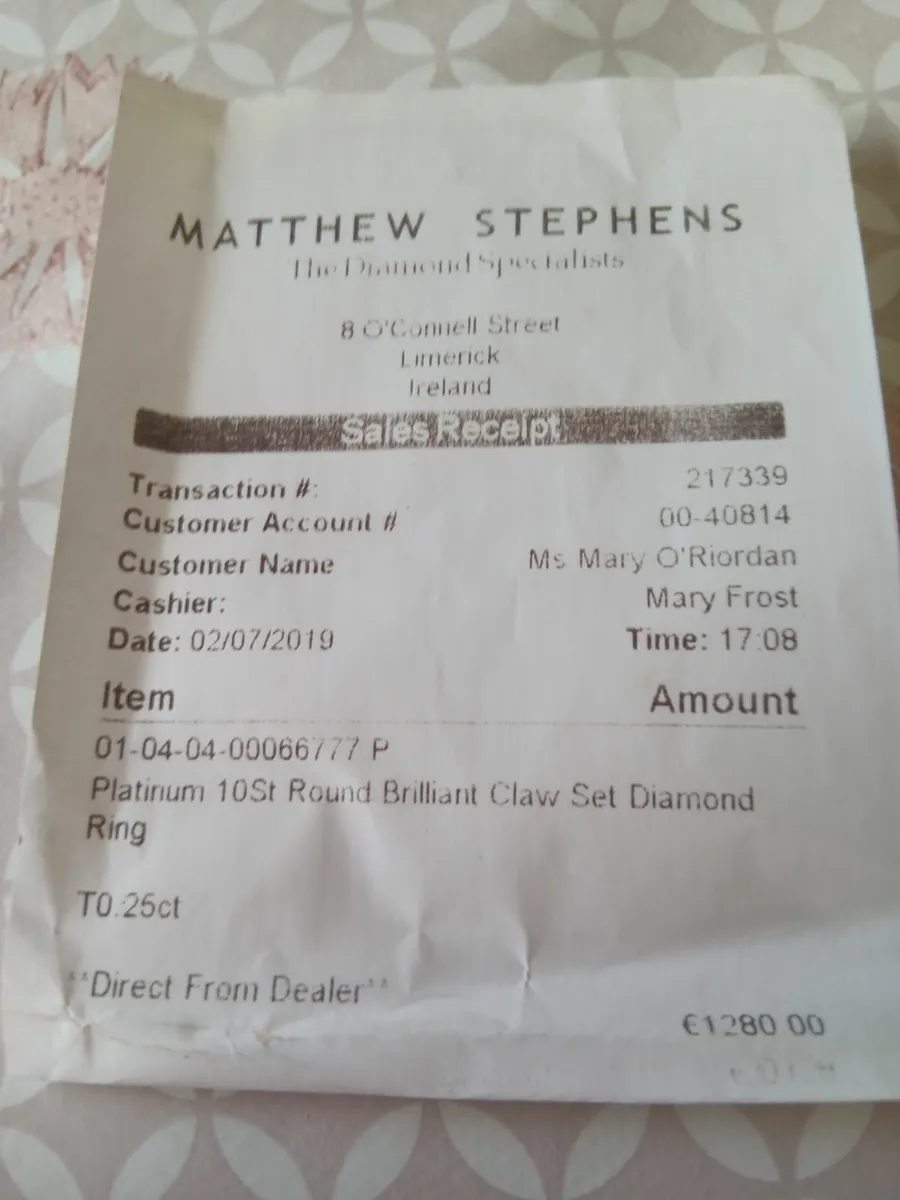 MATTHEW STEPHENS
The Diamond Specialists
8 O'Connell Street
Limerick
Ireland
Sales Receipt
Transaction #: 217339
Customer Account # 00-40814
Customer Name Ms Mary O'Riordan
Cashier: Mary Frost
Date: 02/07/2019 Time: 17:08
Item Amount
01-04-04-00066777 P
Platinum 10St Round Brilliant Claw Set Diamond
Ring
T0.25ct
**Direct From Dealer**
€1280.00